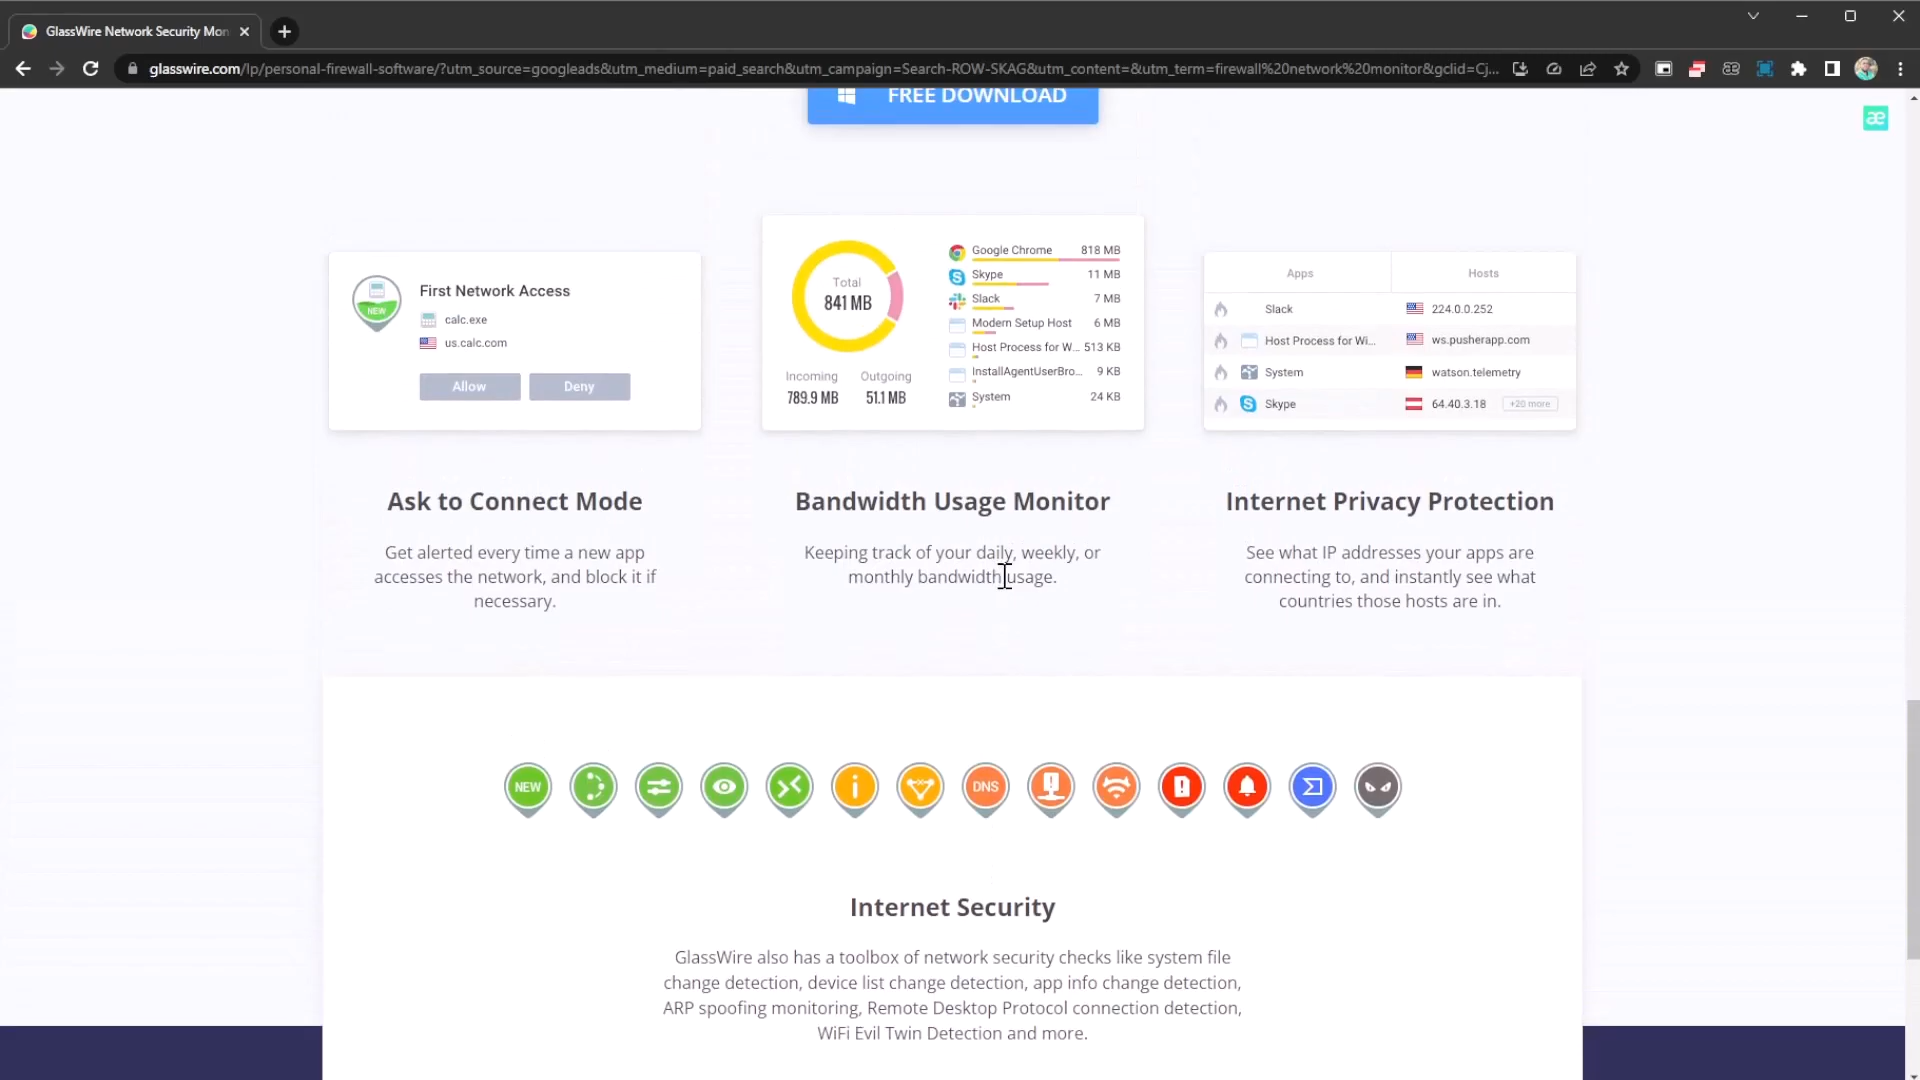 GlassWire Network Security Mon
glasswire.com/lp/personal-firewall-software/?utm_source=googleads&utm_medium=paid_search&utm_campaign=Search-ROW-SKAG&utm_content=&utm_term=firewall%20network%20monitor&gclid=Cj...
FREE DOWNLOAD
æ
First Network Access
NEW
calc.exe
us.calc.com
Allow
Deny
Total
841 MB
Incoming
Outgoing
789.9 MB
51.1 MB
Google Chrome 818 MB
Skype 11 MB
Slack 7 MB
Modern Setup Host 6 MB
Host Process for W... 513 KB
InstallAgentUserBro... 9 KB
System 24 KB
Apps Hosts
Slack 224.0.0.252
Host Process for Wi... ws.pusherapp.com
System watson.telemetry
Skype 64.40.3.18 +20 more
Ask to Connect Mode
Get alerted every time a new app
accesses the network, and block it if
necessary.
Bandwidth Usage Monitor
Keeping track of your daily, weekly, or
monthly bandwidth usage.
Internet Privacy Protection
See what IP addresses your apps are
connecting to, and instantly see what
countries those hosts are in.
NEW
DNS
Internet Security
GlassWire also has a toolbox of network security checks like system file
change detection, device list change detection, app info change detection,
ARP spoofing monitoring, Remote Desktop Protocol connection detection,
WiFi Evil Twin Detection and more.